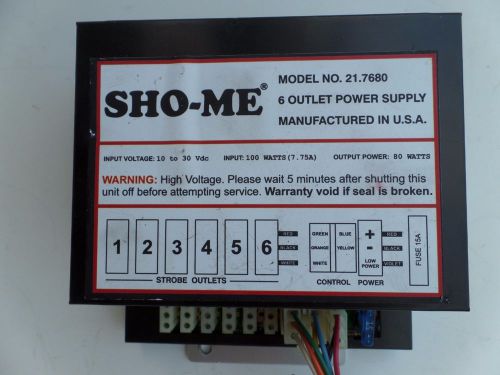 SHO-ME®
MODEL NO. 21.7680
6 OUTLET POWER SUPPLY
MANUFACTURED IN U.S.A.
INPUT VOLTAGE: 10 to 30 Vdc INPUT: 100 WATTS (7.75A) OUTPUT POWER: 80 WATTS
WARNING: High Voltage. Please wait 5 minutes after shutting this
unit off before attempting service. Warranty void if seal is broken.
1 2 3 4 5 6
RED
BLACK
WHITE
STROBE OUTLETS
GREEN BLUE
ORANGE YELLOW
WHITE
CONTROL
+ RED
- BLACK
LOW POWER VIOLET
POWER
FUSE 15A